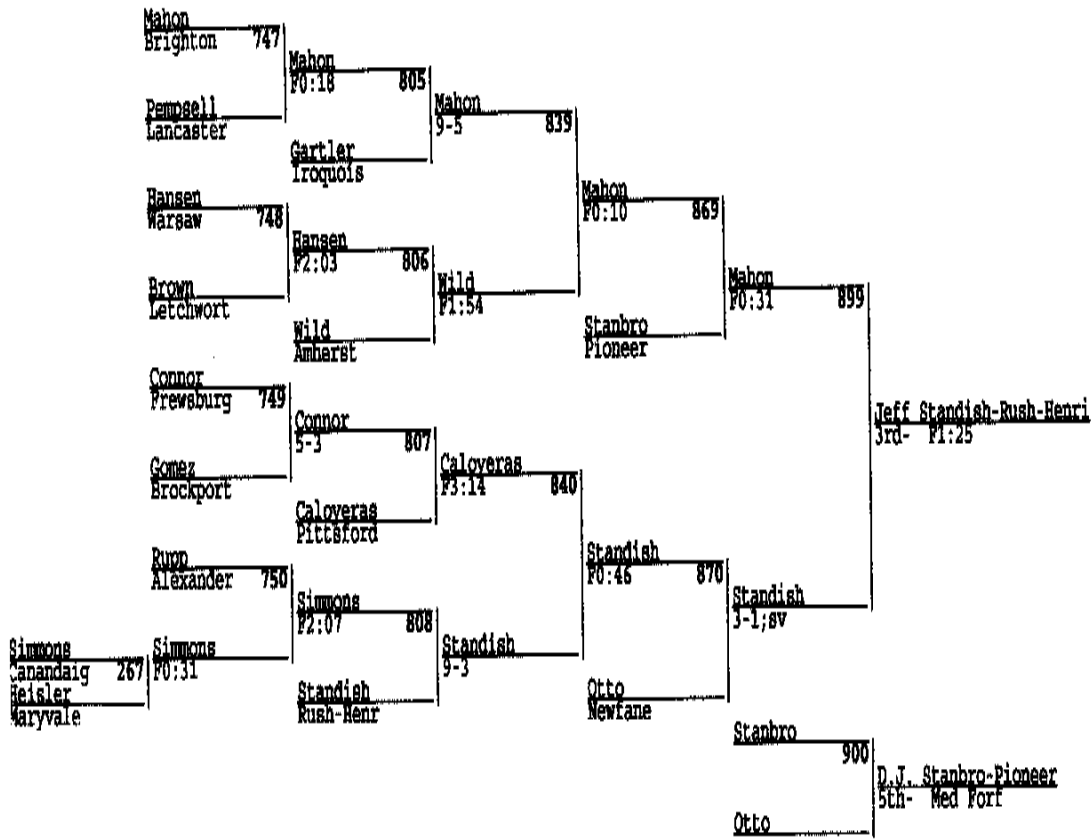 Mahon
Brighton 747
Mahon
F0:18 805
Pempsell
Lancaster
Mahon
9-5 839
Gartler
Iroquois
Hansen
Warsaw 748
Mahon
F0:10 869
Hansen
F2:03 806
Brown
Letchwort
Wild
F1:54
Mahon
F0:31 899
Wild
Amherst
Stanbro
Pioneer
Connor
Frewsburg 749
Connor
5-3 807
Jeff Standish-Rush-Henri
3rd- F1:25
Gomez
Brockport
Caloveras
F3:14 840
Caloveras
Pittsford
Rupp
Alexander 750
Standish
F0:46 870
Simmons
F2:07 808
Standish
3-1;sv
Simmons
Canandaig 267
Heisler
Maryvale
Simmons
F0:31
Standish
9-3
Standish
Rush-Henr
Otto
Newfane
Stanbro
900
D.J. Stanbro-Pioneer
5th- Med Forf
Otto